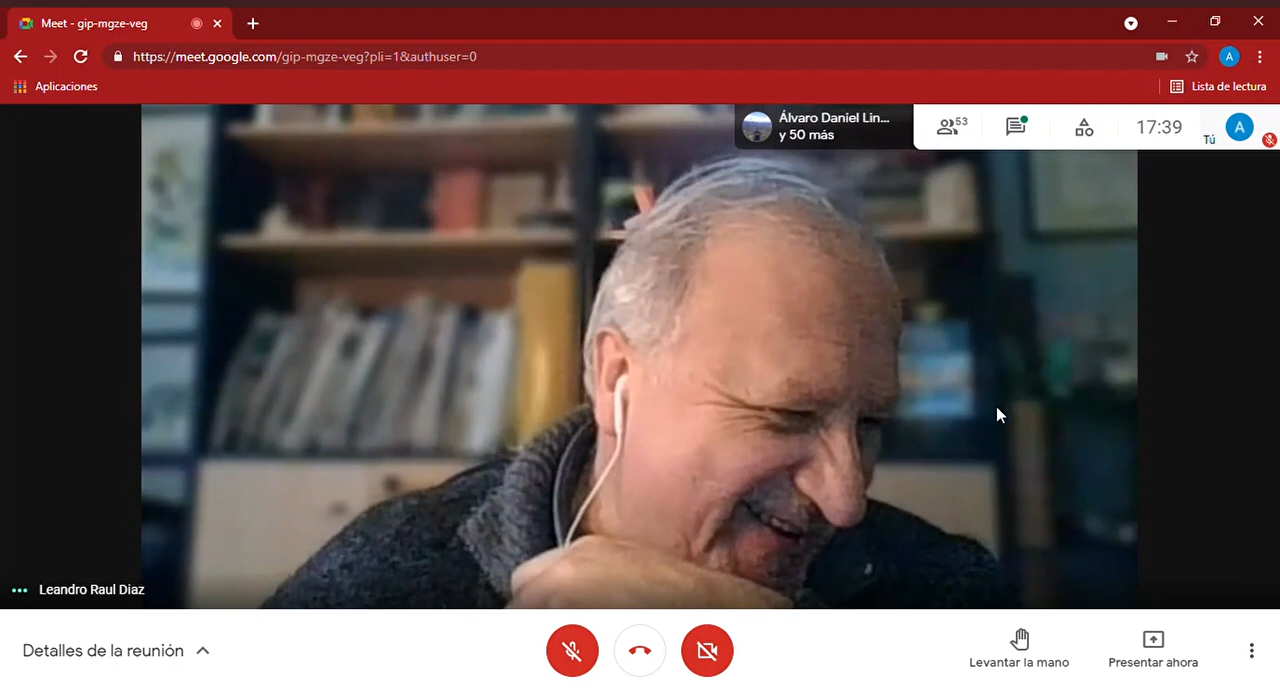 Meet - gip-mgze-veg
https://meet.google.com/gip-mgze-veg?pli=1&authuser=0
A
Aplicaciones
Lista de lectura
Álvaro Daniel Lin...
y 50 más
53
17:39
Tú
A
Leandro Raul Diaz
Detalles de la reunión
Levantar la mano
Presentar ahora